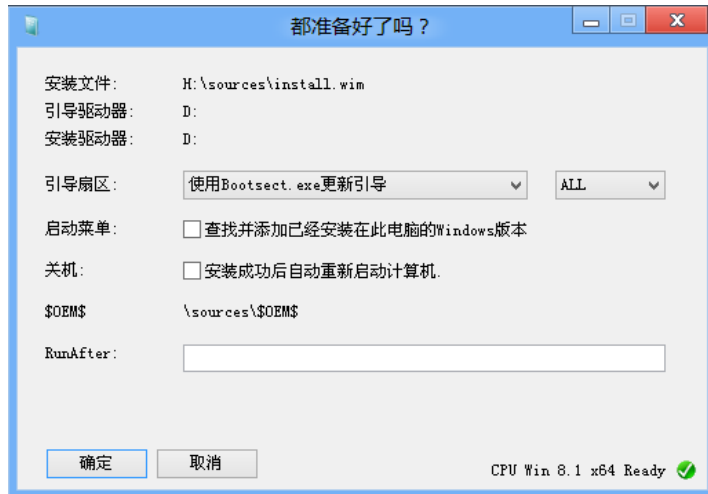 都准备好了吗？
安装文件: H:\sources\install.wim
引导驱动器: D:
安装驱动器: D:
引导扇区: 使用Bootsect.exe更新引导 ALL
启动菜单: 查找并添加已经安装在此电脑的Windows版本
关机: 安装成功后自动重新启动计算机.
$OEM$ \sources\$OEM$
RunAfter:
确定 取消
CPU Win 8.1 x64 Ready